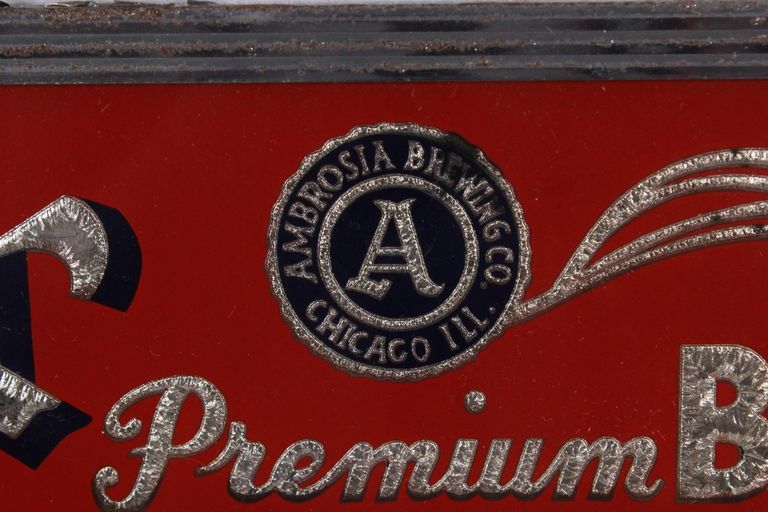 AMBROSIA BREWING CO.
A
CHICAGO ILL.
Premium B